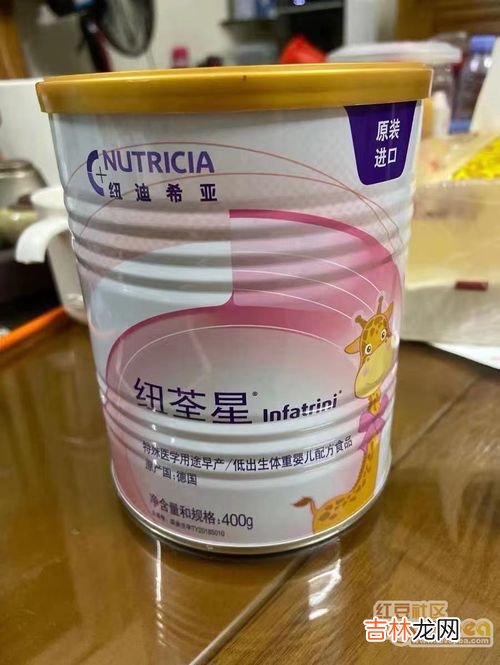 原装
进口
NUTRICIA
纽迪希亚
纽荃星® Infatrini®
特殊医学用途早产/低出生体重婴儿配方食品
原产国:德国
净含量和规格:400g
红豆社区
吉林龙网